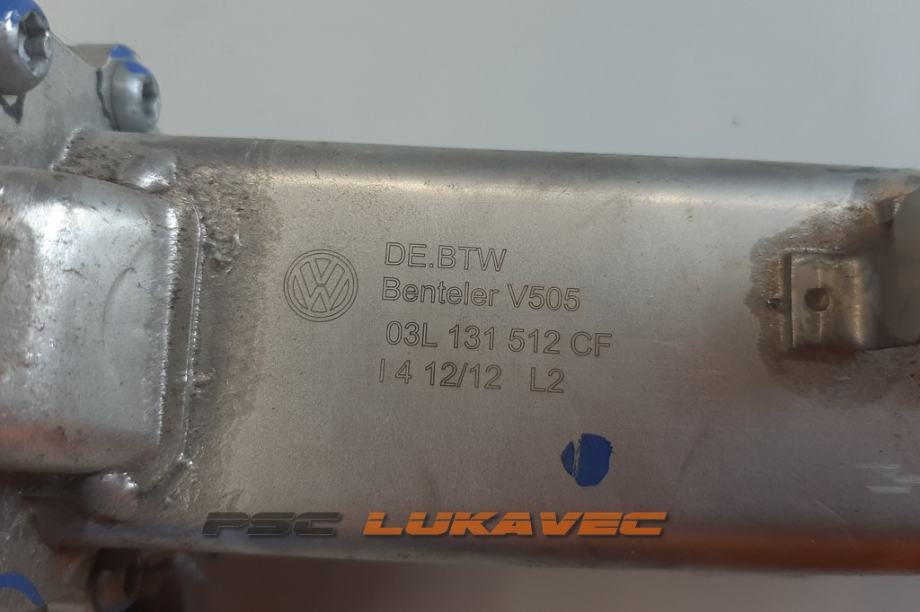 DE.BTW
Benteler V505
03L 131 512 CF
I 4 12/12 L2
PSC LUKAVEC